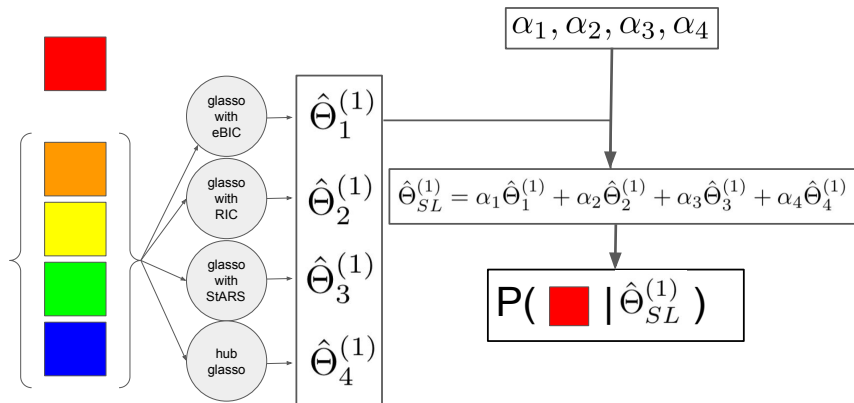 α₁, α₂, α₃, α₄
glasso
with
eBIC
Θ̂₁⁽¹⁾
glasso
with
RIC
Θ̂₂⁽¹⁾
Θ̂_{SL}⁽¹⁾ = α₁Θ̂₁⁽¹⁾ + α₂Θ̂₂⁽¹⁾ + α₃Θ̂₃⁽¹⁾ + α₄Θ̂₄⁽¹⁾
glasso
with
StARS
Θ̂₃⁽¹⁾
P( | Θ̂_{SL}⁽¹⁾ )
hub
glasso
Θ̂₄⁽¹⁾